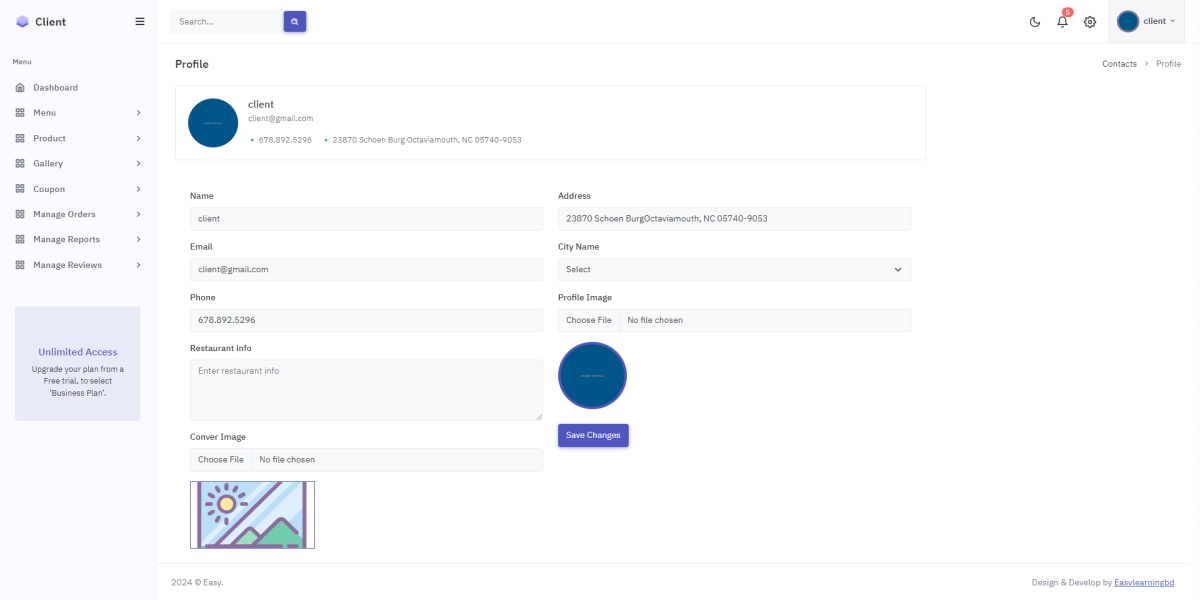 Client
Search...
5
client
Menu
Dashboard
Menu
Product
Gallery
Coupon
Manage Orders
Manage Reports
Manage Reviews
Unlimited Access
Upgrade your plan from a
Free trial, to select
'Business Plan'.
Profile
Contacts > Profile
client
client@gmail.com
• 678.892.5296 • 23870 Schoen Burg Octaviamouth, NC 05740-9053
Name
client
Address
23870 Schoen BurgOctaviamouth, NC 05740-9053
Email
client@gmail.com
City Name
Select
Phone
678.892.5296
Profile Image
Choose File No file chosen
Restaurant info
Enter restaurant info
Save Changes
Conver Image
Choose File No file chosen
2024 © Easy.
Design & Develop by Easylearningbd